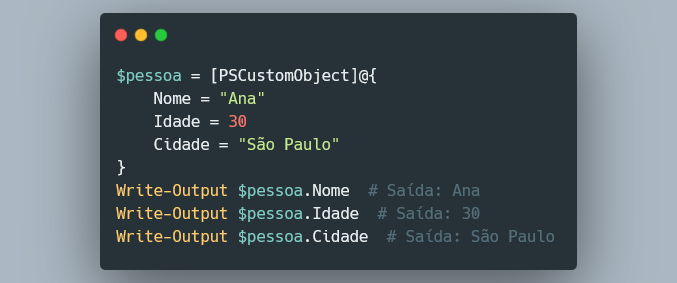 $pessoa = [PSCustomObject]@{
    Nome = "Ana"
    Idade = 30
    Cidade = "São Paulo"
}
Write-Output $pessoa.Nome  # Saída: Ana
Write-Output $pessoa.Idade  # Saída: 30
Write-Output $pessoa.Cidade  # Saída: São Paulo